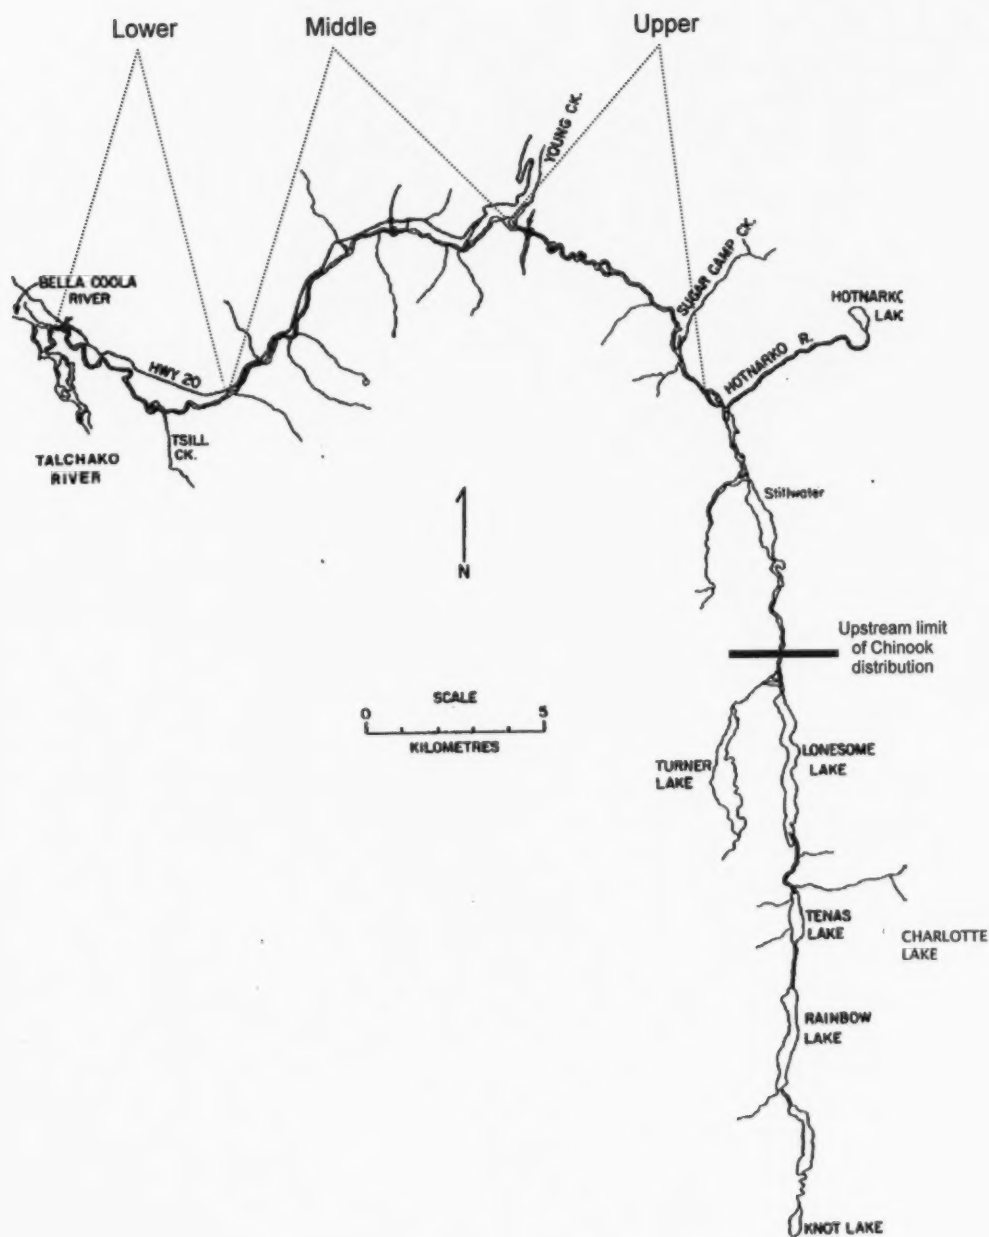 Lower
Middle
Upper
YOUNG CK.
SUGAR CAMP CK.
BELLA COOLA
RIVER
HOTNARKO
LAK
HOTNARKO R.
HWY 20
TSILL
CK.
TALCHAKO
RIVER
Stillwater
N
Upstream limit
of Chinook
distribution
SCALE
0 5
KILOMETRES
TURNER
LAKE
LONESOME
LAKE
TENAS
LAKE
CHARLOTTE
LAKE
RAINBOW
LAKE
KNOT LAKE